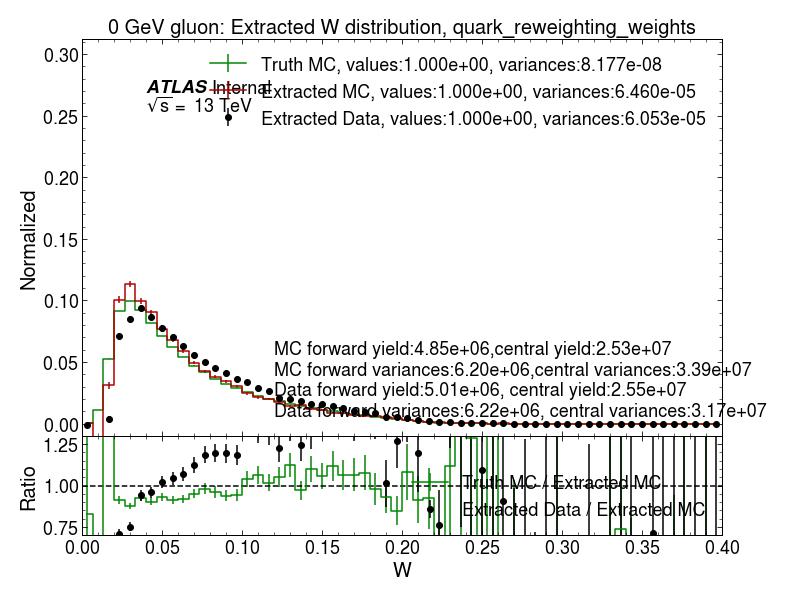 0 GeV gluon: Extracted W distribution, quark_reweighting_weights
Truth MC, values:1.000e+00, variances:8.177e-08
ATLAS Internal
Extracted MC, values:1.000e+00, variances:6.460e-05
√s = 13 TeV
Extracted Data, values:1.000e+00, variances:6.053e-05
0.30
0.25
0.20
0.15
0.10
0.05
0.00
Normalized
MC forward yield:4.85e+06,central yield:2.53e+07
MC forward variances:6.20e+06,central variances:3.39e+07
Data forward yield:5.01e+06, central yield:2.55e+07
Data forward variances:6.22e+06, central variances:3.17e+07
1.25
1.00
0.75
Ratio
Truth MC / Extracted MC
Extracted Data / Extracted MC
0.00 0.05 0.10 0.15 0.20 0.25 0.30 0.35 0.40
W